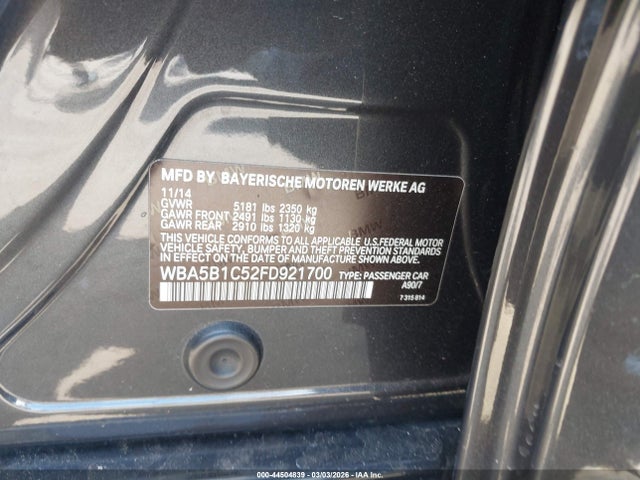 MFD BY BAYERISCHE MOTOREN WERKE AG
11/14
GVWR 5181 lbs 2350 kg
GAWR FRONT 2491 lbs 1130 kg
GAWR REAR 2910 lbs 1320 kg
THIS VEHICLE CONFORMS TO ALL APPLICABLE U.S.FEDERAL MOTOR
VEHICLE SAFETY, BUMPER AND THEFT PREVENTION STANDARDS
IN EFFECT ON THE DATE OF MANUFACTURE SHOWN ABOVE.
WBA5B1C52FD921700 TYPE: PASSENGER CAR
A90/7
7 315 814
000-44504839 | 03/03/2026 - IAA Inc. (C)